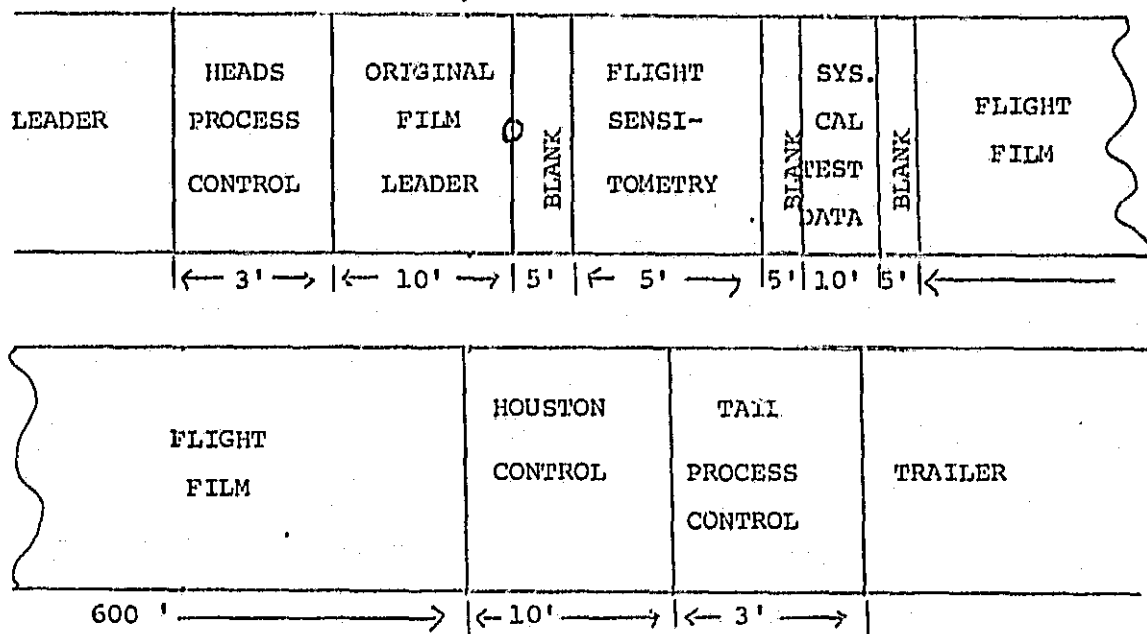 LEADER
HEADS
PROCESS
CONTROL
ORIGINAL
FILM
LEADER
BLANK
FLIGHT
SENSI-
TOMETRY
BLANK
SYS.
CAL
TEST
DATA
BLANK
FLIGHT
FILM
3' 10' 5' 5' 5' 10' 5'
FLIGHT
FILM
HOUSTON
CONTROL
TAIL
PROCESS
CONTROL
TRAILER
600 ' 10' 3'